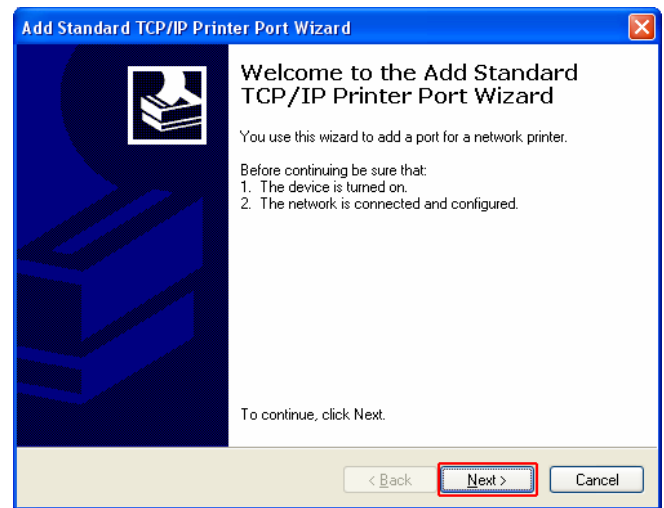 Add Standard TCP/IP Printer Port Wizard
Welcome to the Add Standard
TCP/IP Printer Port Wizard
You use this wizard to add a port for a network printer.
Before continuing be sure that:
1. The device is turned on.
2. The network is connected and configured.
To continue, click Next.
< Back Next > Cancel